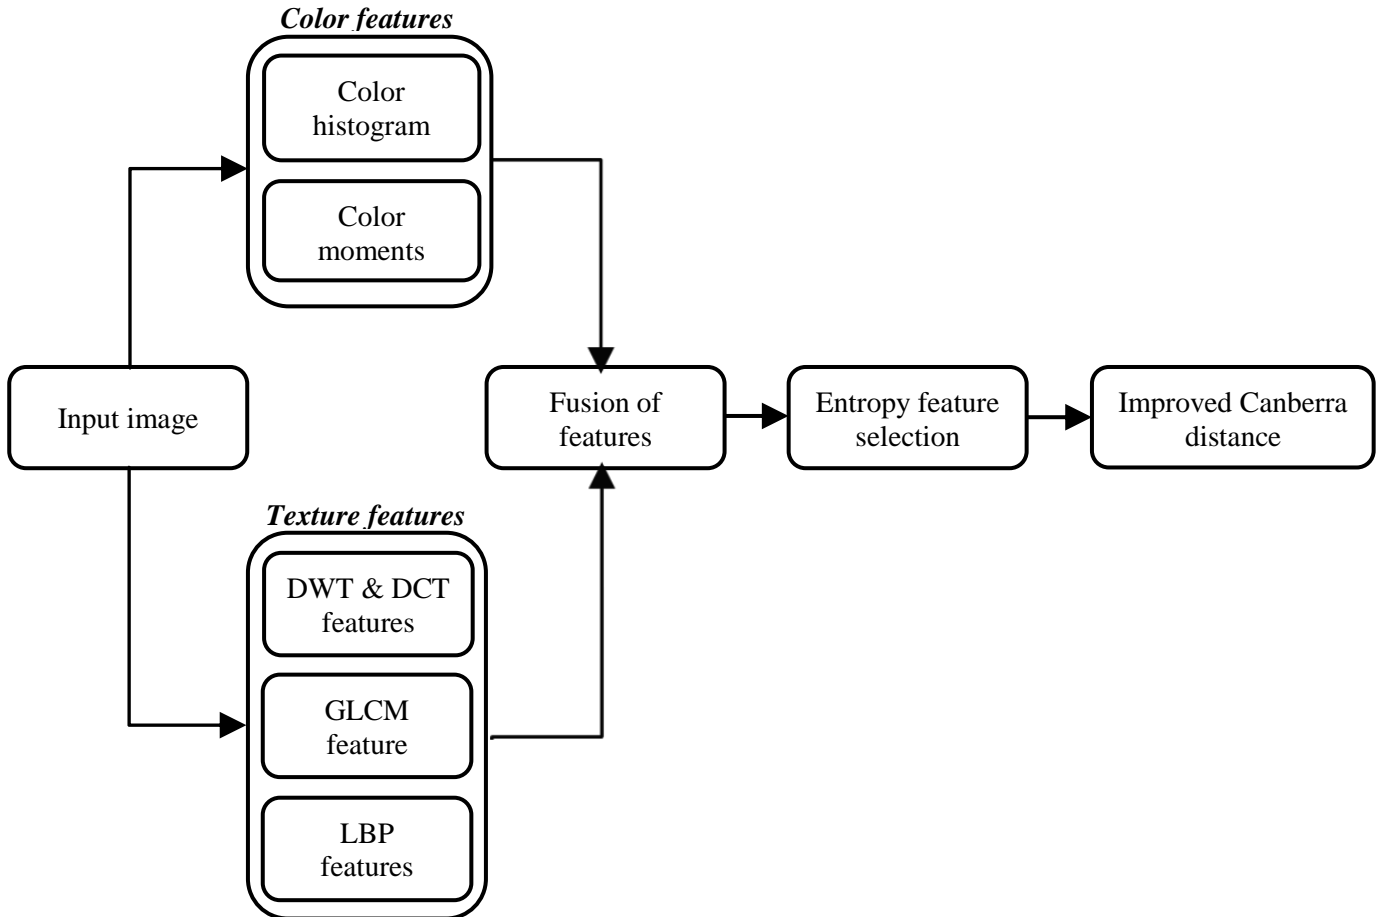 Color features
Color
histogram
Color
moments
Input image
Fusion of
features
Entropy feature
selection
Improved Canberra
distance
Texture features
DWT & DCT
features
GLCM
feature
LBP
features